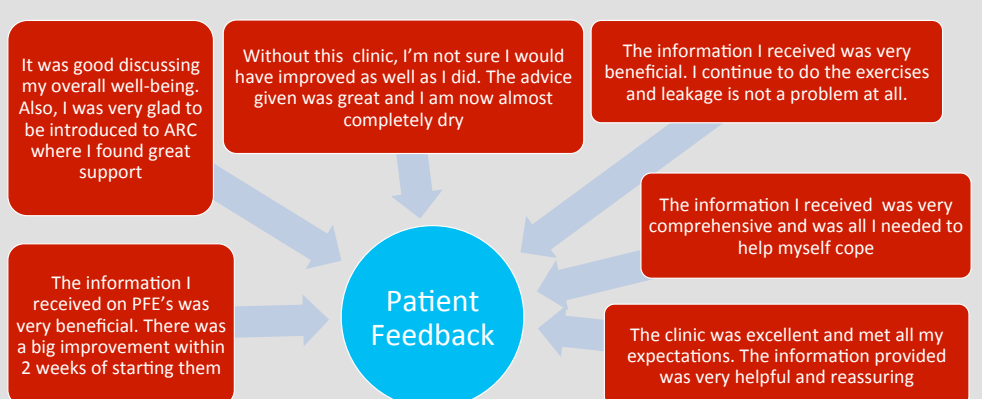 It was good discussing
my overall well-being.
Also, I was very glad to
be introduced to ARC
where I found great
support
Without this clinic, I'm not sure I would
have improved as well as I did. The advice
given was great and I am now almost
completely dry
The information I received was very
beneficial. I continue to do the exercises
and leakage is not a problem at all.
The information I received was very
comprehensive and was all I needed to
help myself cope
The information I
received on PFE's was
very beneficial. There was
a big improvement within
2 weeks of starting them
Patient
Feedback
The clinic was excellent and met all my
expectations. The information provided
was very helpful and reassuring